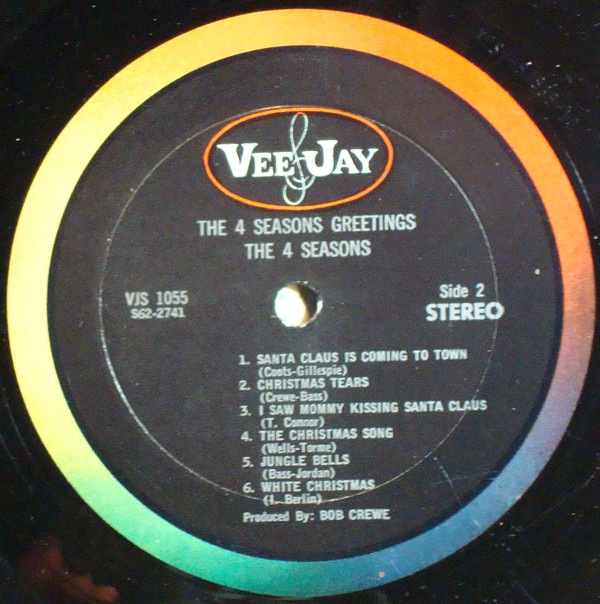 VEE JAY
THE 4 SEASONS GREETINGS
THE 4 SEASONS
VJS 1055
S62-2741
Side 2
STEREO
1. SANTA CLAUS IS COMING TO TOWN
(Coots-Gillespie)
2. CHRISTMAS TEARS
(Crewe-Bass)
3. I SAW MOMMY KISSING SANTA CLAUS
(T. Connor)
4. THE CHRISTMAS SONG
(Wells-Torme)
5. JUNGLE BELLS
(Bass-Jordan)
6. WHITE CHRISTMAS
(I. Berlin)
Produced By: BOB CREWE